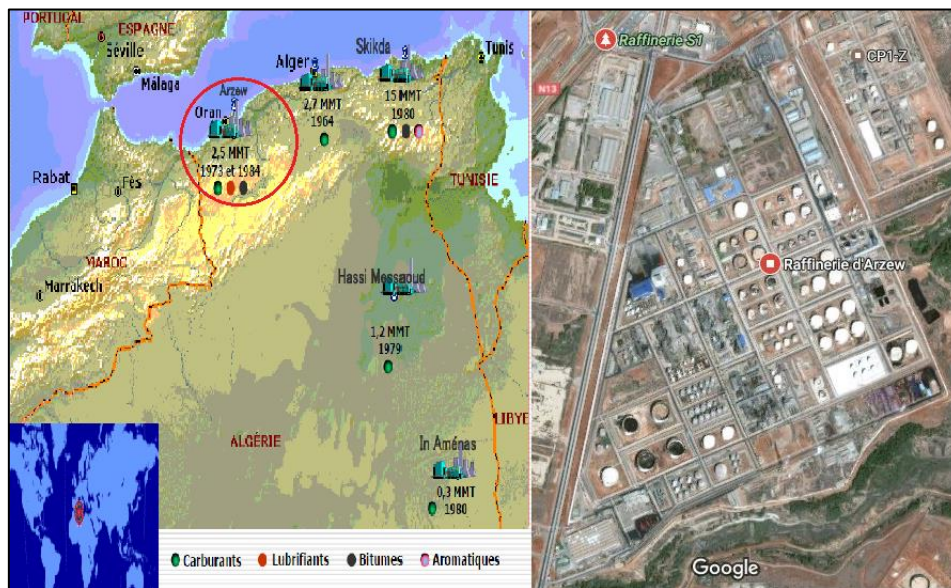 PORTUGAL
ESPAGNE
Séville
Málaga
Alger
Skikda
Tunis
Arzew
Oran
2,5 MMT
(1973 et 1984
2,7 MMT
1964
15 MMT
1980
Rabat
Fès
TUNISIE
MAROC
Marrakech
Hassi Messaoud
1,2 MMT
1979
ALGÉRIE
LIBYE
In Aménas
0,3 MMT
1980
Carburants Lubrifiants Bitumes Aromatiques
Raffinerie S1
CP1-Z
N13
Raffinerie d'Arzew
Google